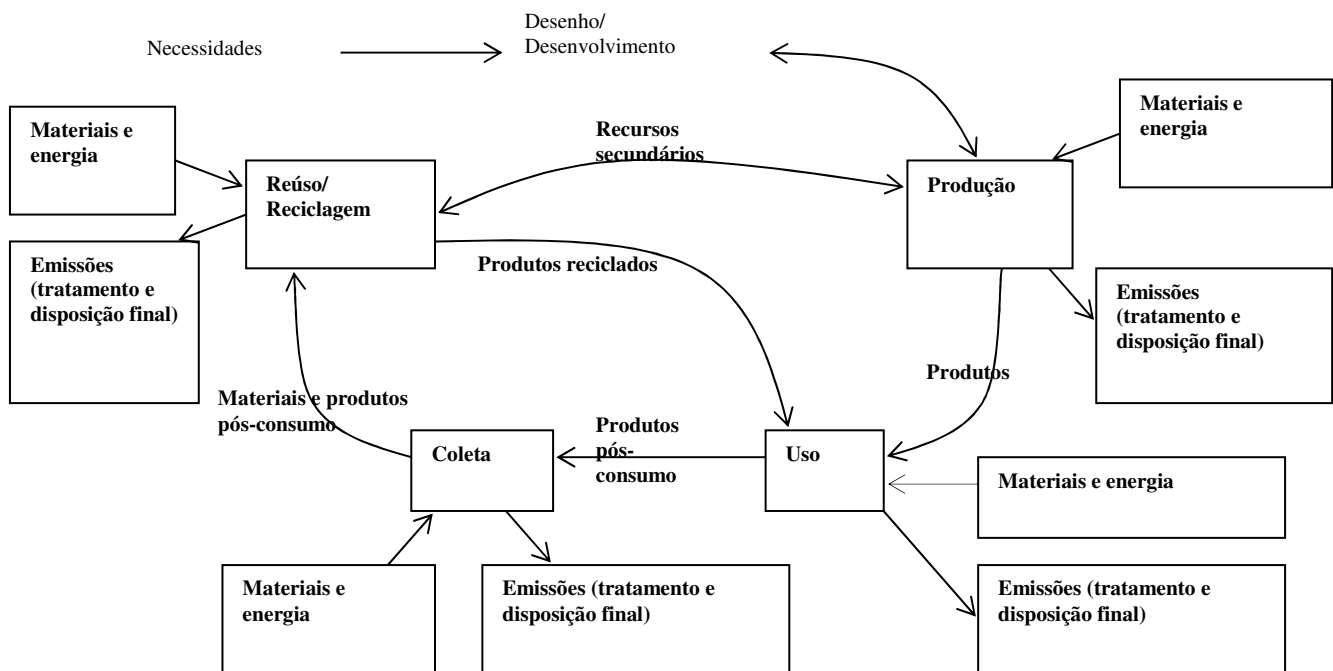 Necessidades
Desenho/
Desenvolvimento
Materiais e
energia
Recursos
secundários
Materiais e
energia
Reúso/
Reciclagem
Produção
Emissões
(tratamento e
disposição final)
Produtos reciclados
Emissões
(tratamento e
disposição final)
Produtos
Materiais e produtos
pós-consumo
Coleta
Produtos
pós-
consumo
Uso
Materiais e energia
Materiais e
energia
Emissões (tratamento e
disposição final)
Emissões (tratamento e
disposição final)